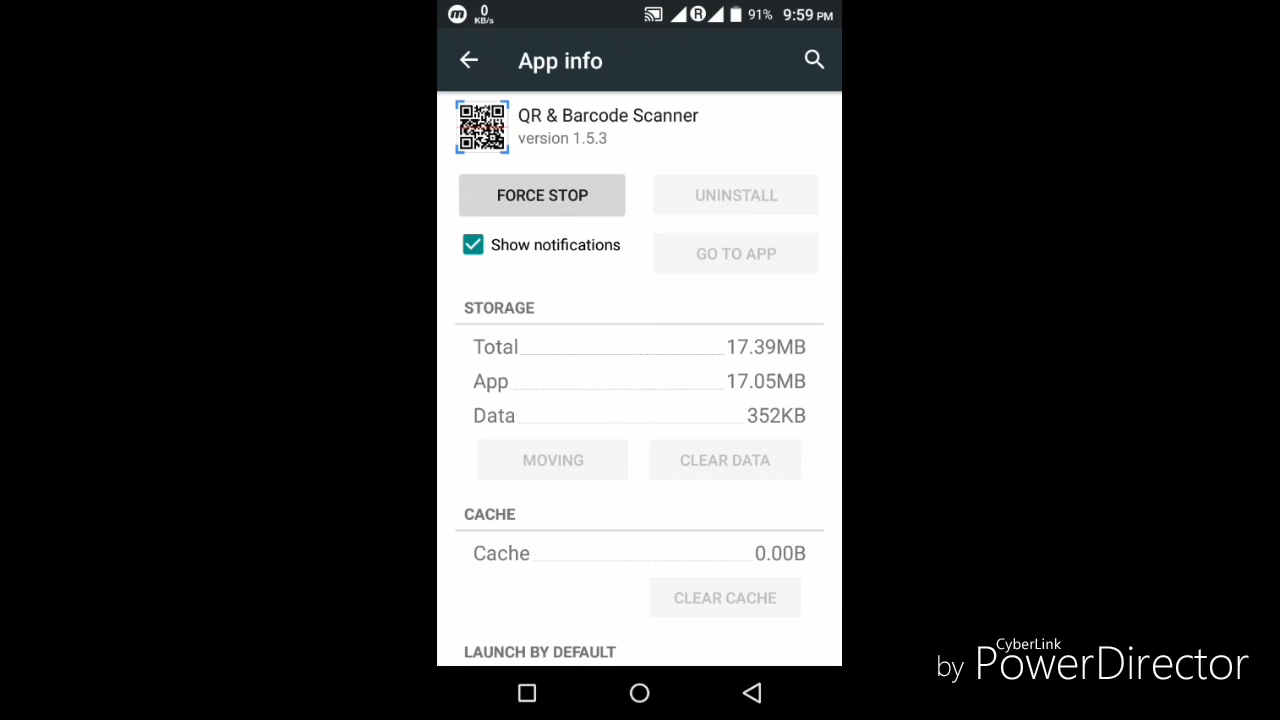 0
KB/s
R
91%
9:59 PM
App info
QR & Barcode Scanner
version 1.5.3
FORCE STOP
UNINSTALL
Show notifications
GO TO APP
STORAGE
Total 17.39MB
App 17.05MB
Data 352KB
MOVING
CLEAR DATA
CACHE
Cache 0.00B
CLEAR CACHE
LAUNCH BY DEFAULT
CyberLink
by PowerDirector